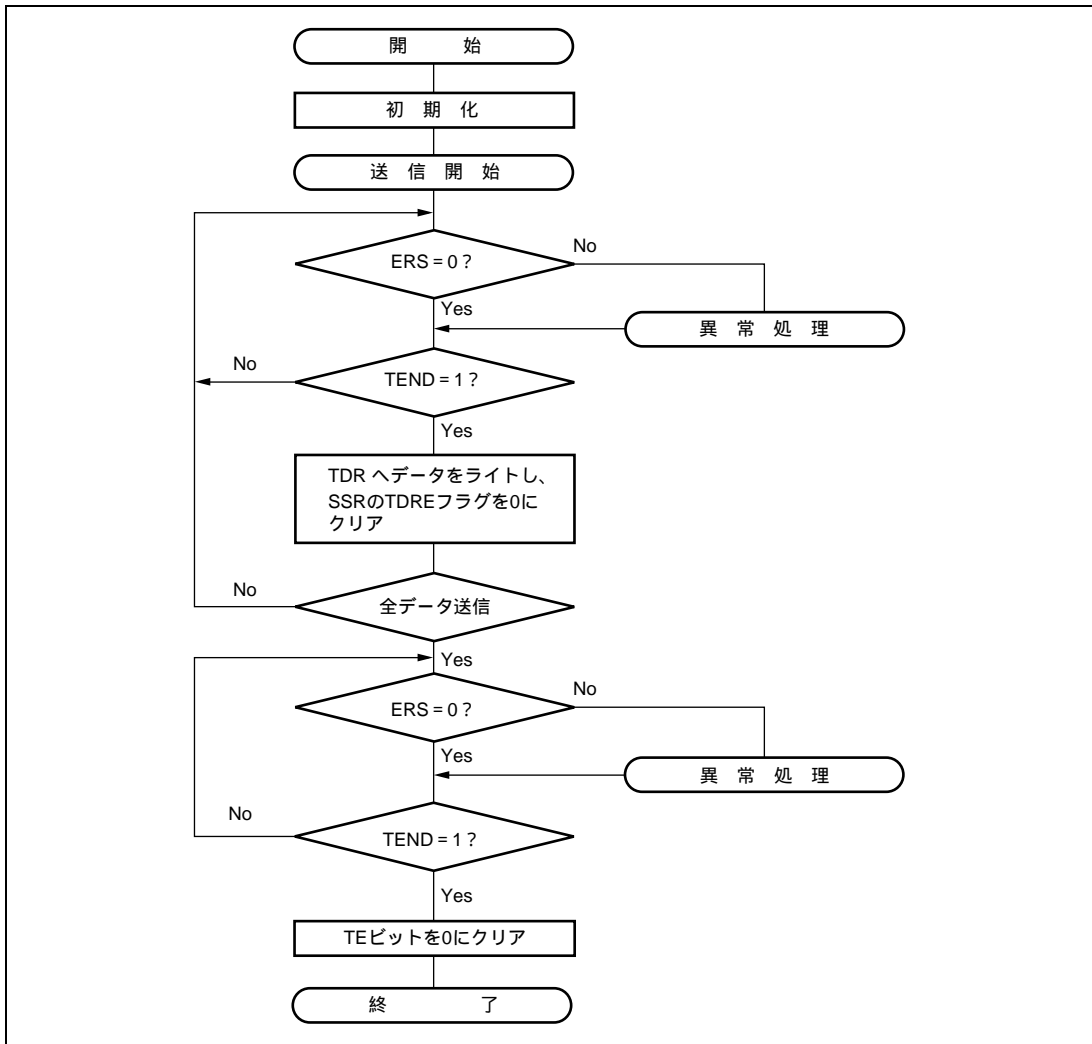 開 始
初 期 化
送 信 開 始
ERS = 0 ?
No
Yes
異 常 処 理
No
TEND = 1 ?
Yes
TDR へデータをライトし、
SSRのTDREフラグを0に
クリア
No
全データ送信
Yes
ERS = 0 ?
No
Yes
異 常 処 理
No
TEND = 1 ?
Yes
TEビットを0にクリア
終 了